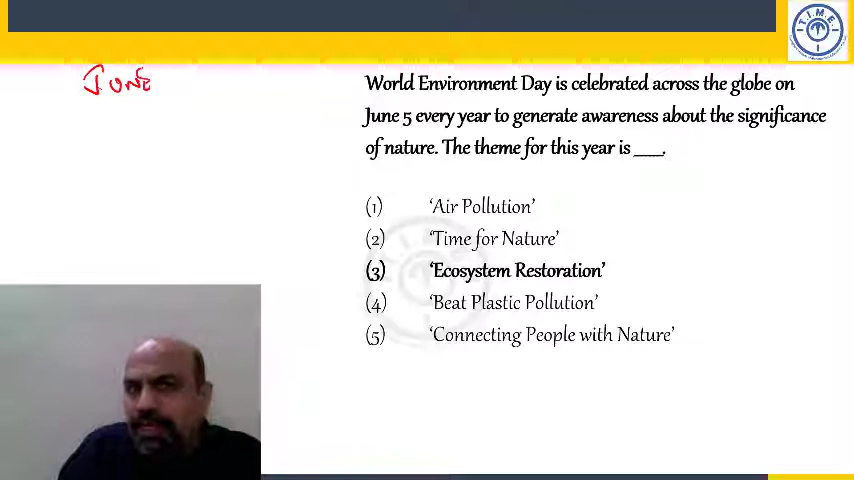 T.I.M.E.
June
World Environment Day is celebrated across the globe on
June 5 every year to generate awareness about the significance
of nature. The theme for this year is ____.
(1) ‘Air Pollution’
(2) ‘Time for Nature’
(3) ‘Ecosystem Restoration’
(4) ‘Beat Plastic Pollution’
(5) ‘Connecting People with Nature’